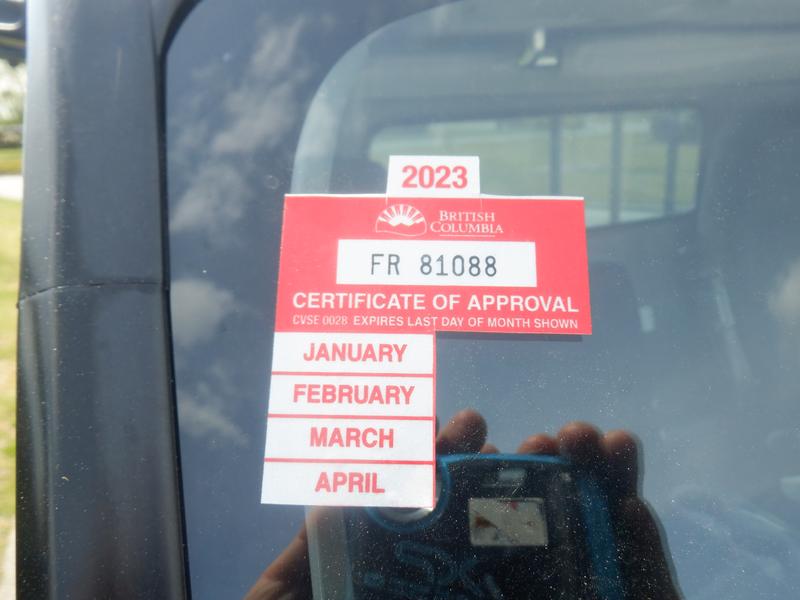 2023
BRITISH
COLUMBIA
FR 81088
CERTIFICATE OF APPROVAL
CVSE 0028 EXPIRES LAST DAY OF MONTH SHOWN
JANUARY
FEBRUARY
MARCH
APRIL